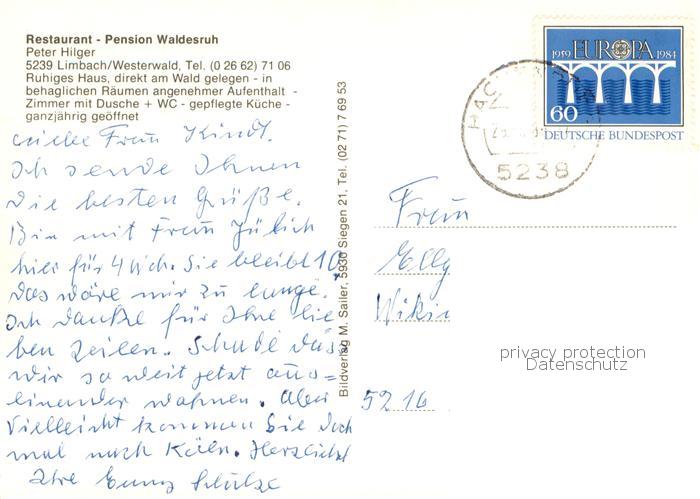 Restaurant - Pension Waldesruh
Peter Hilger
5239 Limbach/Westerwald, Tel. (0 26 62) 71 06
Ruhiges Haus, direkt am Wald gelegen - in
behaglichen Räumen angenehmer Aufenthalt -
Zimmer mit Dusche + WC - gepflegte Küche -
ganzjährig geöffnet
Frau Kindt.
Ich sende Ihnen
die besten Grüße.
Bin mit Frau Jülich
hier für 4 Wch. Sie bleibt 10,
das wäre mir zu lange.
Ich danke für Ihre lie
ben Zeilen. Schade das
wir so weit jetzt aus=
einander wohnen. Aber
Vielleicht kommen Sie doch
mal nach Köln. Herzlichst
Ihre Schulze
Bildverlag M. Sailer, 5930 Siegen 21, Tel. (02 71) 7 69 53
1959 EUROPA 1984
60
DEUTSCHE BUNDESPOST
5238
Frau
Elly
5216
privacy protection
Datenschutz